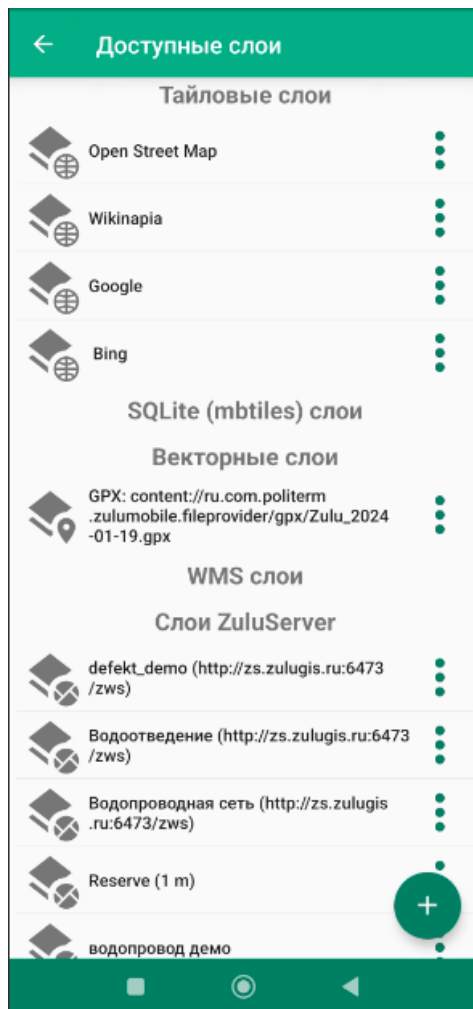 Доступные слои
Тайловые слои
Open Street Map
Wikinapia
Google
Bing
SQLite (mbtiles) слои
Векторные слои
GPX: content://ru.com.politerm
.zulumobile.fileprovider/gpx/Zulu_2024
-01-19.gpx
WMS слои
Слои ZuluServer
defekt_demo (http://zs.zulugis.ru:6473
/zws)
Водоотведение (http://zs.zulugis.ru:6473
/zws)
Водопроводная сеть (http://zs.zulugis
.ru:6473/zws)
Reserve (1 m)
водопровод демо